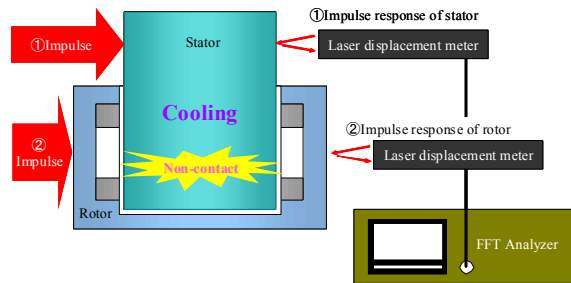 ①Impulse response of stator
①Impulse
Stator
Laser displacement meter
Cooling
②Impulse response of rotor
②
Impulse
Laser displacement meter
Non-contact
Rotor
FFT Analyzer